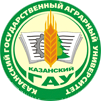 КАЗАНСКИЙ ГОСУДАРСТВЕННЫЙ АГРАРНЫЙ УНИВЕРСИТЕТ
КАЗАНСКИЙ
ГАУ